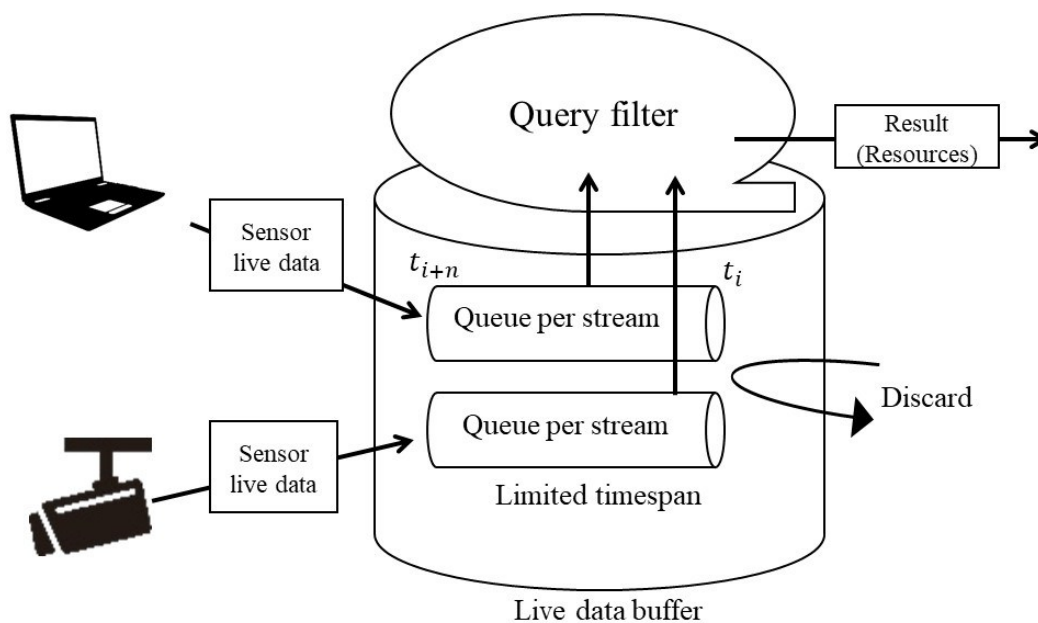 Query filter
Result
(Resources)
Sensor
live data
t_{i+n}
t_i
Queue per stream
Discard
Queue per stream
Sensor
live data
Limited timespan
Live data buffer